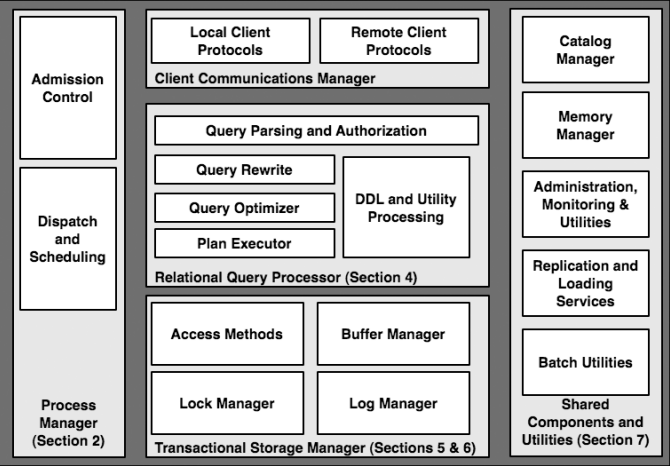 Admission
Control
Dispatch
and
Scheduling
Process
Manager
(Section 2)
Local Client
Protocols
Remote Client
Protocols
Client Communications Manager
Query Parsing and Authorization
Query Rewrite
Query Optimizer
Plan Executor
DDL and Utility
Processing
Relational Query Processor (Section 4)
Access Methods
Buffer Manager
Lock Manager
Log Manager
Transactional Storage Manager (Sections 5 & 6)
Catalog
Manager
Memory
Manager
Administration,
Monitoring &
Utilities
Replication and
Loading
Services
Batch Utilities
Shared
Components and
Utilities (Section 7)